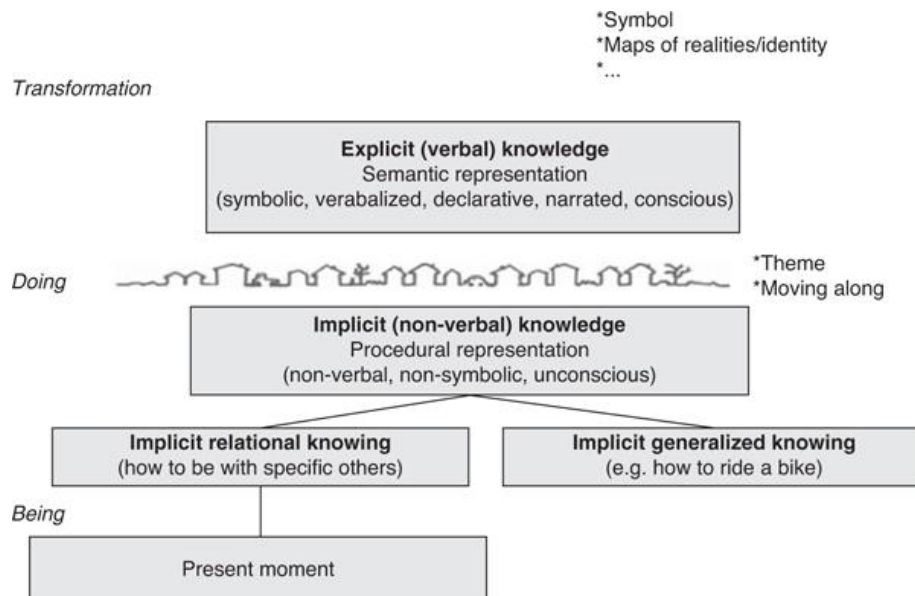 *Symbol
*Maps of realities/identity
*...
Transformation
Explicit (verbal) knowledge
Semantic representation
(symbolic, verabalized, declarative, narrated, conscious)
Doing
*Theme
*Moving along
Implicit (non-verbal) knowledge
Procedural representation
(non-verbal, non-symbolic, unconscious)
Implicit relational knowing
(how to be with specific others)
Implicit generalized knowing
(e.g. how to ride a bike)
Being
Present moment